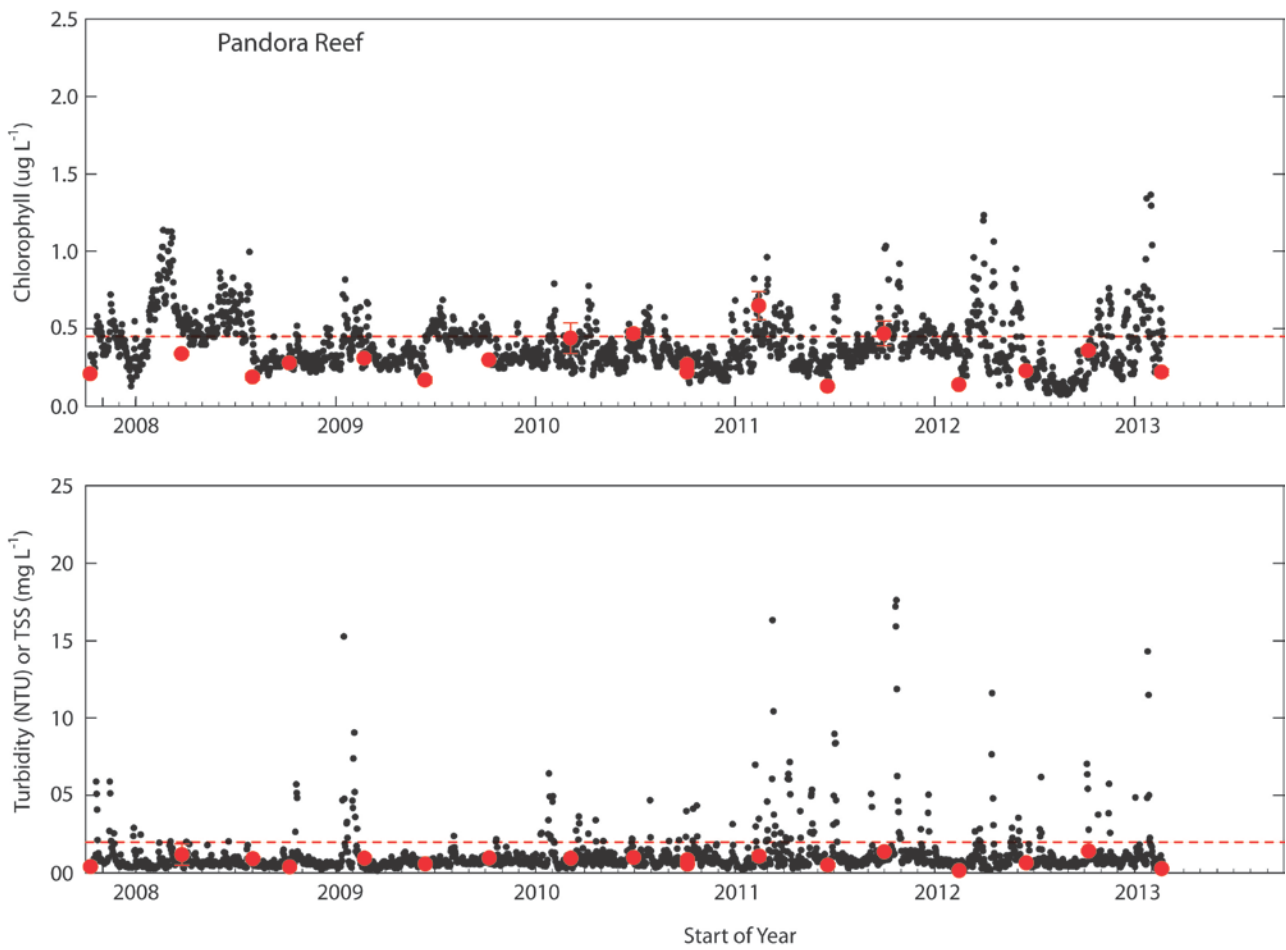 Pandora Reef
Chlorophyll (ug L-1)
2.5
2.0
1.5
1.0
0.5
0.0
2008 2009 2010 2011 2012 2013
Turbidity (NTU) or TSS (mg L-1)
25
20
15
10
05
00
2008 2009 2010 2011 2012 2013
Start of Year